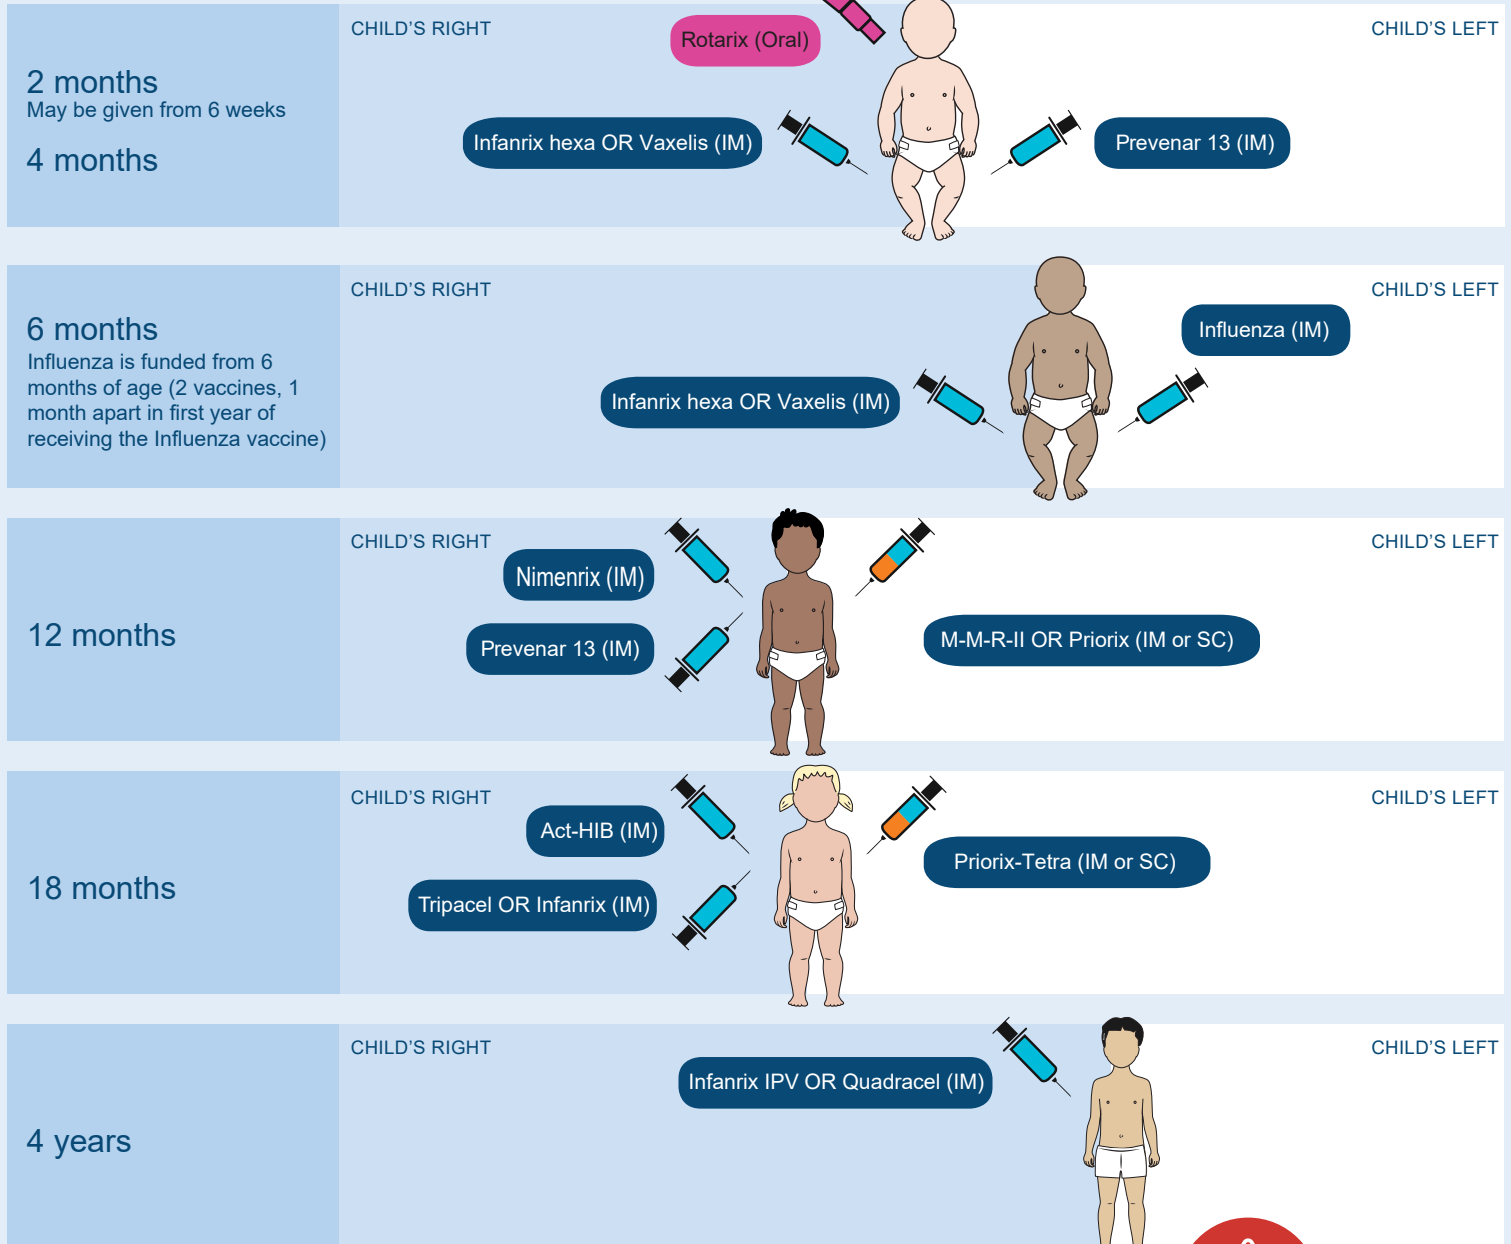 CHILD'S RIGHT
Rotarix (Oral)
CHILD'S LEFT
2 months
May be given from 6 weeks
4 months
Infanrix hexa OR Vaxelis (IM)
Prevenar 13 (IM)
CHILD'S RIGHT
CHILD'S LEFT
6 months
Influenza is funded from 6
months of age (2 vaccines, 1
month apart in first year of
receiving the Influenza vaccine)
Influenza (IM)
Infanrix hexa OR Vaxelis (IM)
CHILD'S RIGHT
CHILD'S LEFT
12 months
Nimenrix (IM)
Prevenar 13 (IM)
M-M-R-II OR Priorix (IM or SC)
CHILD'S RIGHT
CHILD'S LEFT
18 months
Act-HIB (IM)
Tripacel OR Infanrix (IM)
Priorix-Tetra (IM or SC)
CHILD'S RIGHT
CHILD'S LEFT
4 years
Infanrix IPV OR Quadracel (IM)